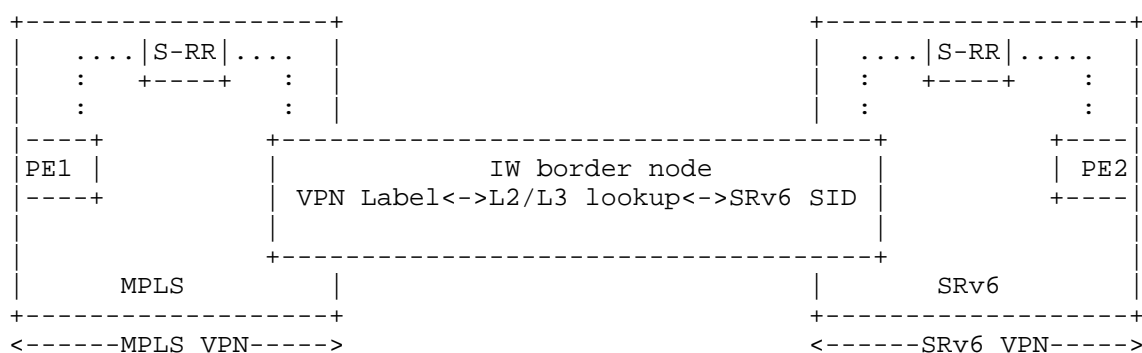 S-RR S-RR
PE1 IW border node PE2
VPN Label<->L2/L3 lookup<->SRv6 SID
MPLS SRv6
<------MPLS VPN-----> <------SRv6 VPN----->